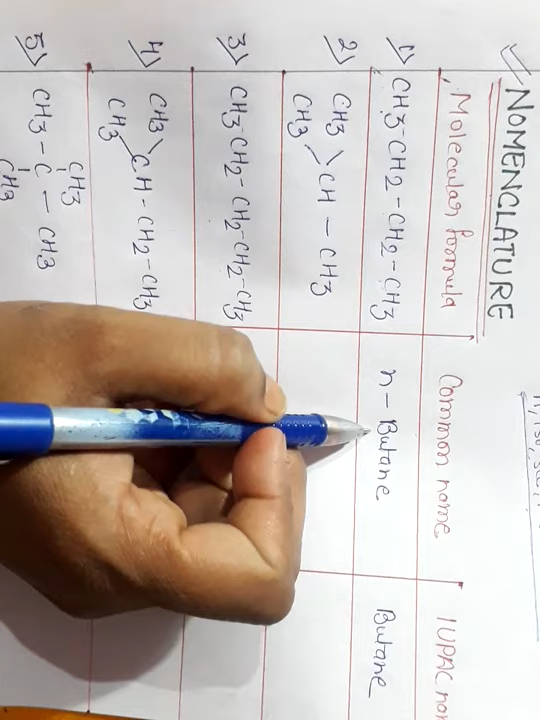 NOMENCLATURE
Molecular formula Common name IUPAC
1) CH3-CH2-CH2-CH3 n-Butane Butane
2) CH3
CH3 > CH - CH3
3) CH3-CH2-CH2-CH2-CH3
4) CH3
CH3 > CH-CH2-CH3
5) CH3
CH3 - C - CH3
CH3